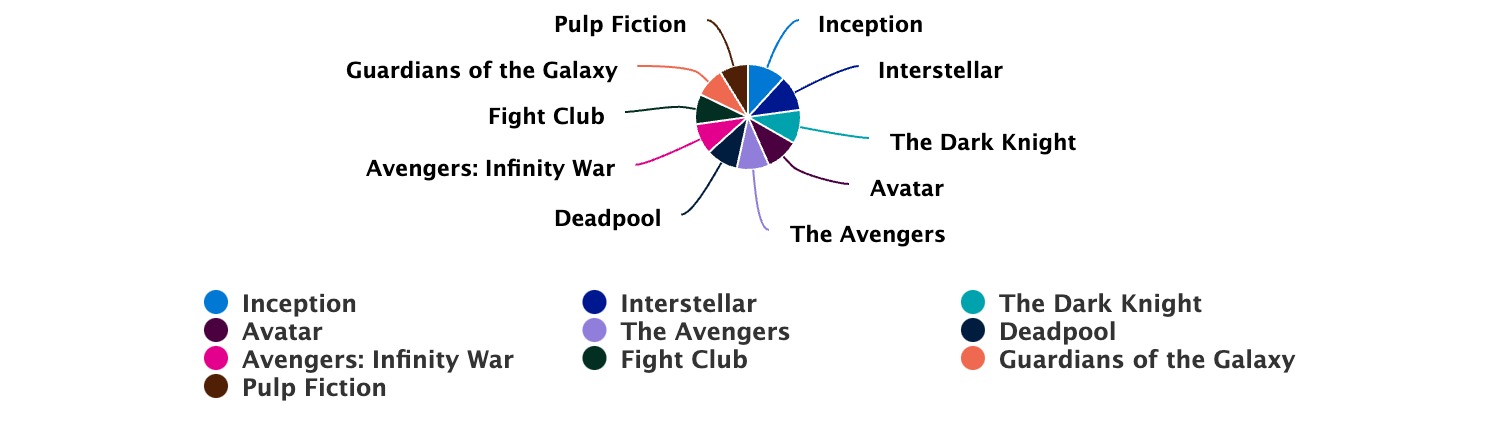 Pulp Fiction
Inception
Guardians of the Galaxy
Interstellar
Fight Club
The Dark Knight
Avengers: Infinity War
Avatar
Deadpool
The Avengers
Inception
Interstellar
The Dark Knight
Avatar
The Avengers
Deadpool
Avengers: Infinity War
Fight Club
Guardians of the Galaxy
Pulp Fiction